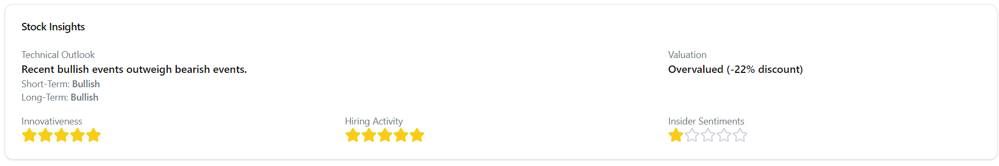 Stock Insights
Technical Outlook
Recent bullish events outweigh bearish events.
Short-Term: Bullish
Long-Term: Bullish
Valuation
Overvalued (-22% discount)
Innovativeness
Hiring Activity
Insider Sentiments